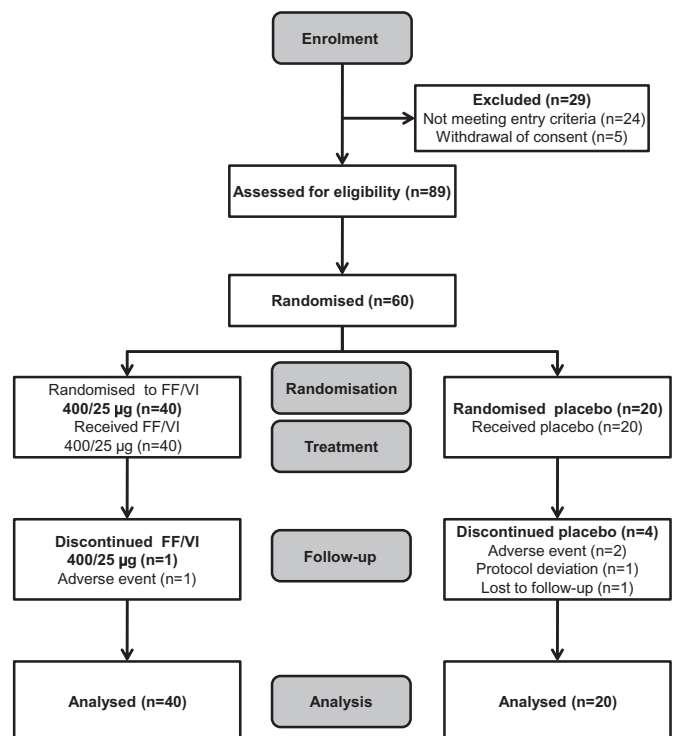 Enrolment
Excluded (n=29)
Not meeting entry criteria (n=24)
Withdrawal of consent (n=5)
Assessed for eligibility (n=89)
Randomised (n=60)
Randomised to FF/VI
400/25 µg (n=40)
Received FF/VI
400/25 µg (n=40)
Randomisation
Treatment
Randomised placebo (n=20)
Received placebo (n=20)
Discontinued FF/VI
400/25 µg (n=1)
Adverse event (n=1)
Follow-up
Discontinued placebo (n=4)
Adverse event (n=2)
Protocol deviation (n=1)
Lost to follow-up (n=1)
Analysed (n=40)
Analysis
Analysed (n=20)